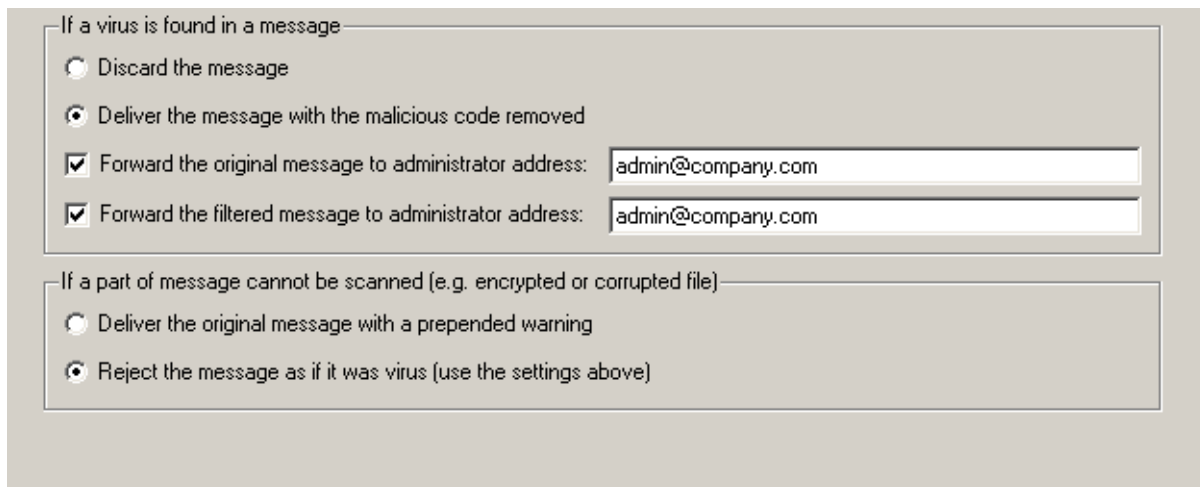 If a virus is found in a message
Discard the message
Deliver the message with the malicious code removed
Forward the original message to administrator address: admin@company.com
Forward the filtered message to administrator address: admin@company.com
If a part of message cannot be scanned (e.g. encrypted or corrupted file)
Deliver the original message with a prepended warning
Reject the message as if it was virus (use the settings above)